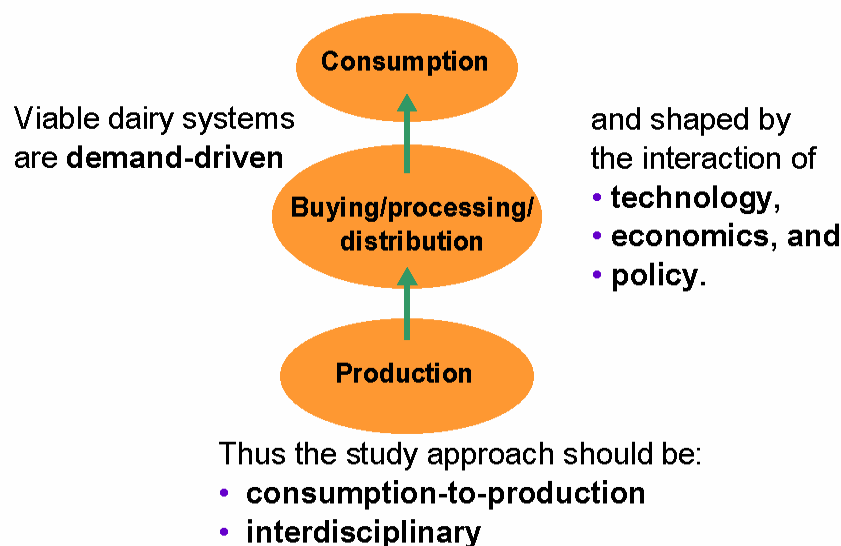 Consumption
Viable dairy systems
are demand-driven
and shaped by
the interaction of
• technology,
• economics, and
• policy.
Buying/processing/
distribution
Production
Thus the study approach should be:
• consumption-to-production
• interdisciplinary